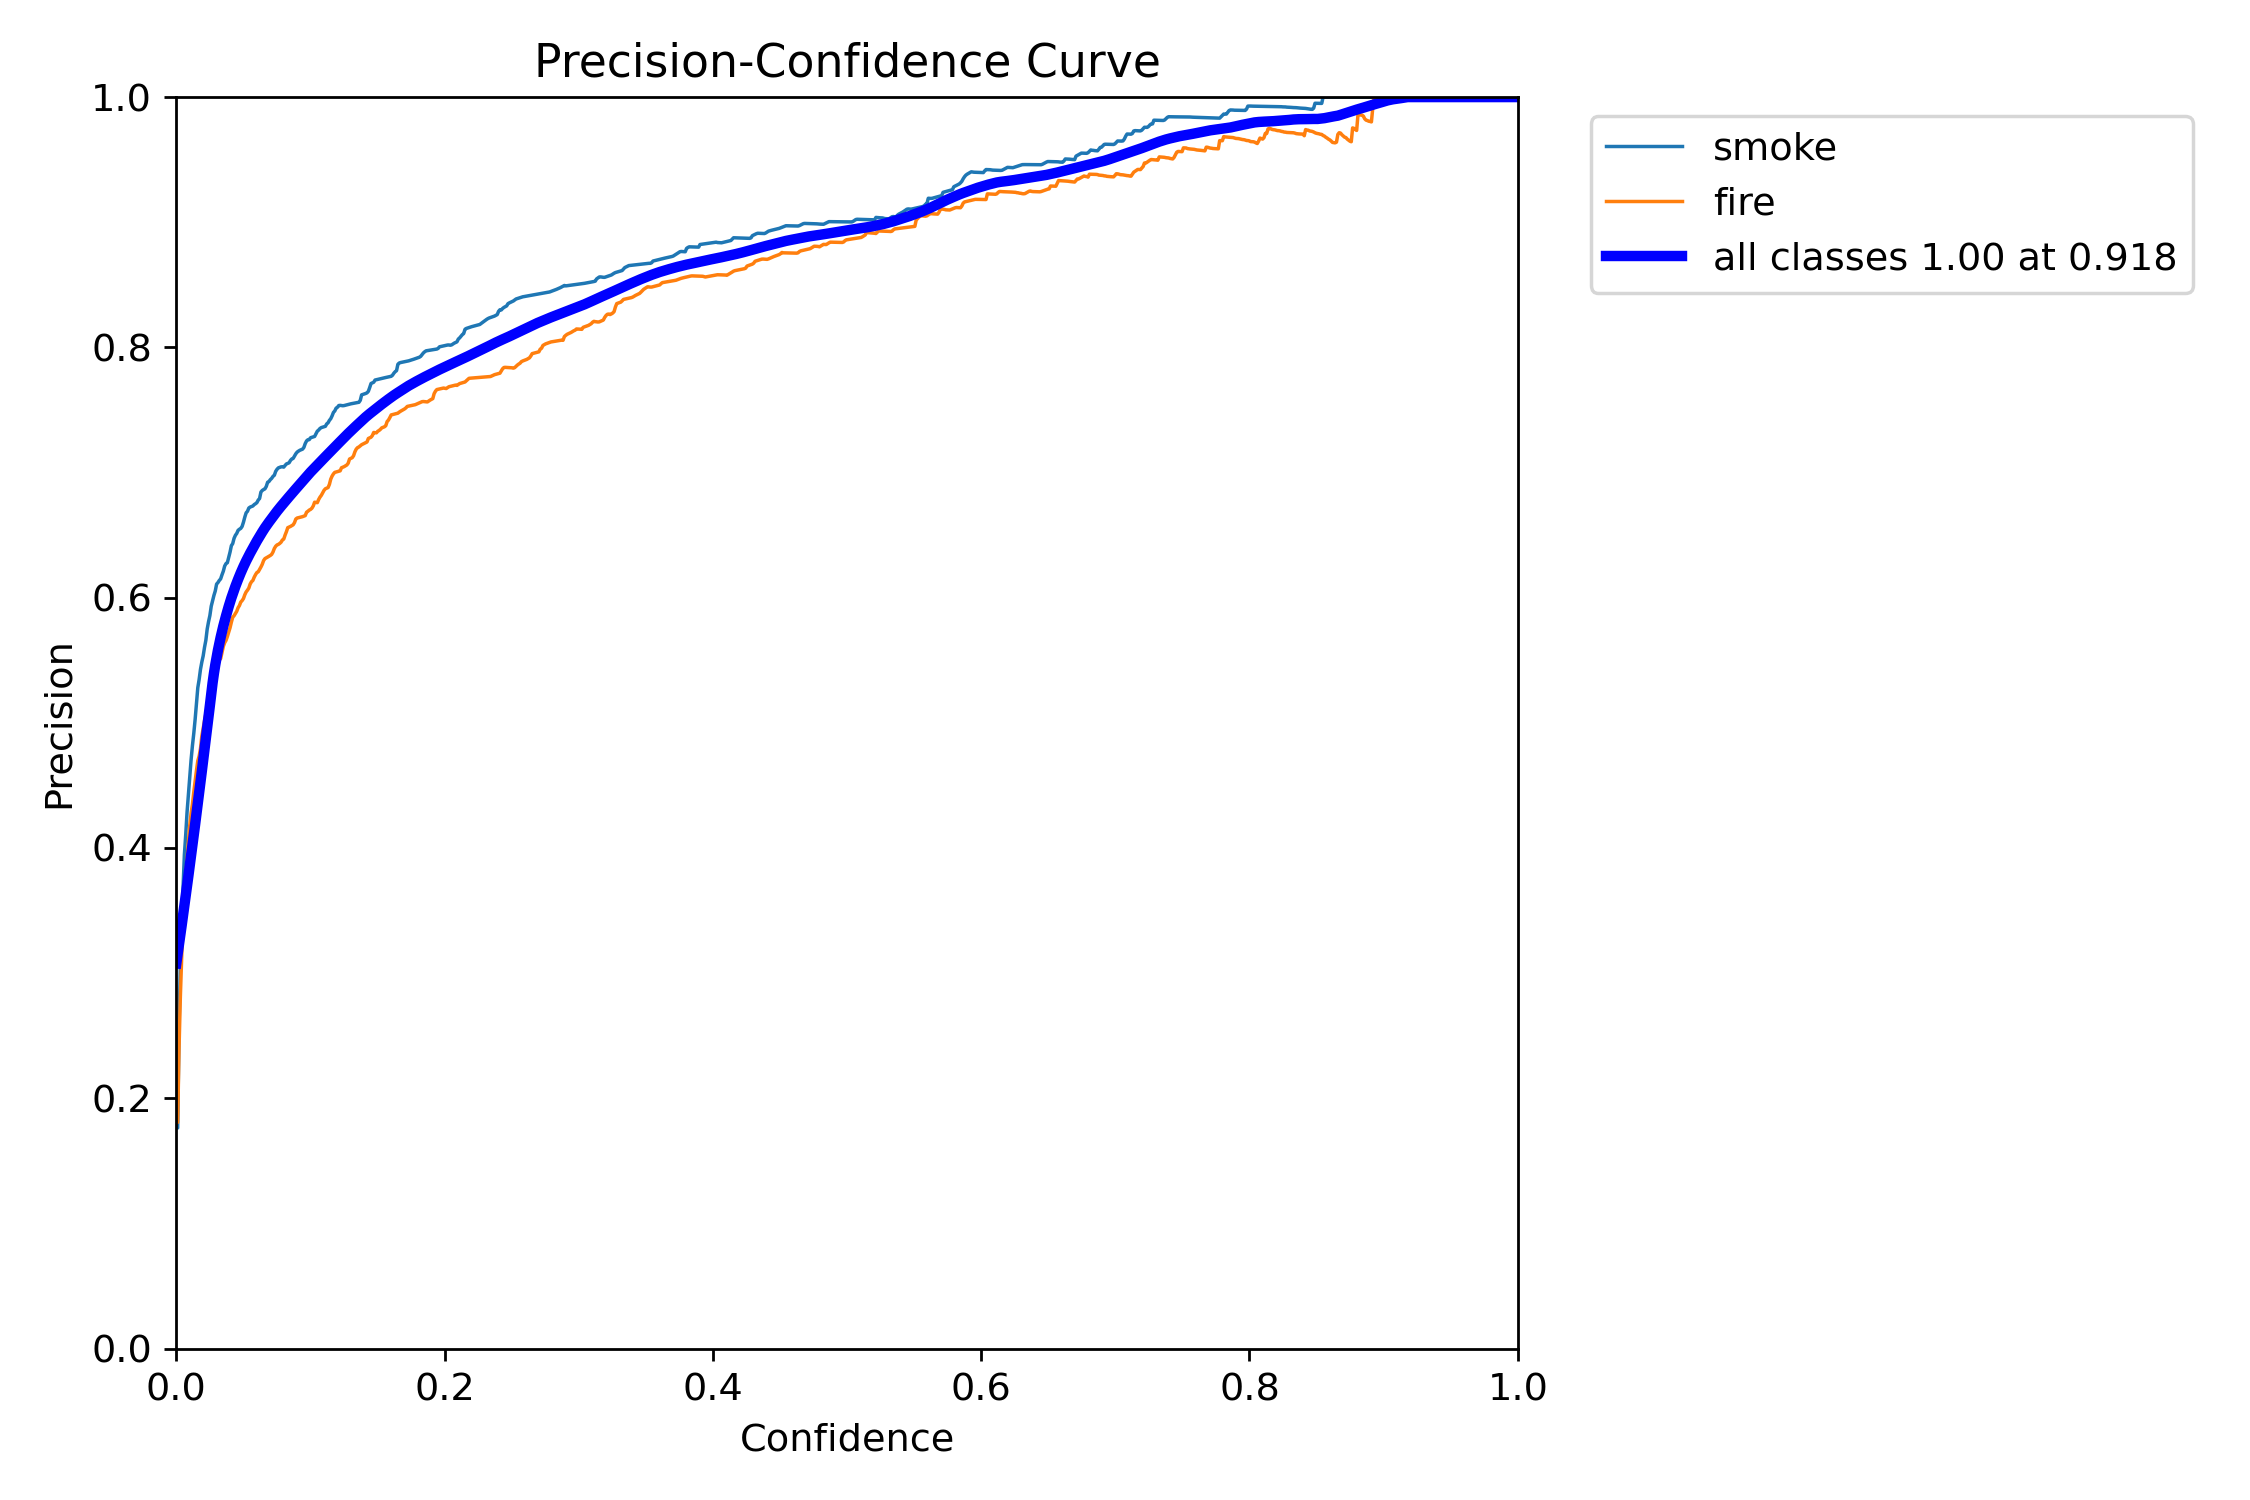 Precision-Confidence Curve
1.0
0.8
0.6
0.4
0.2
0.0
Precision
0.0 0.2 0.4 0.6 0.8 1.0
Confidence
smoke
fire
all classes 1.00 at 0.918